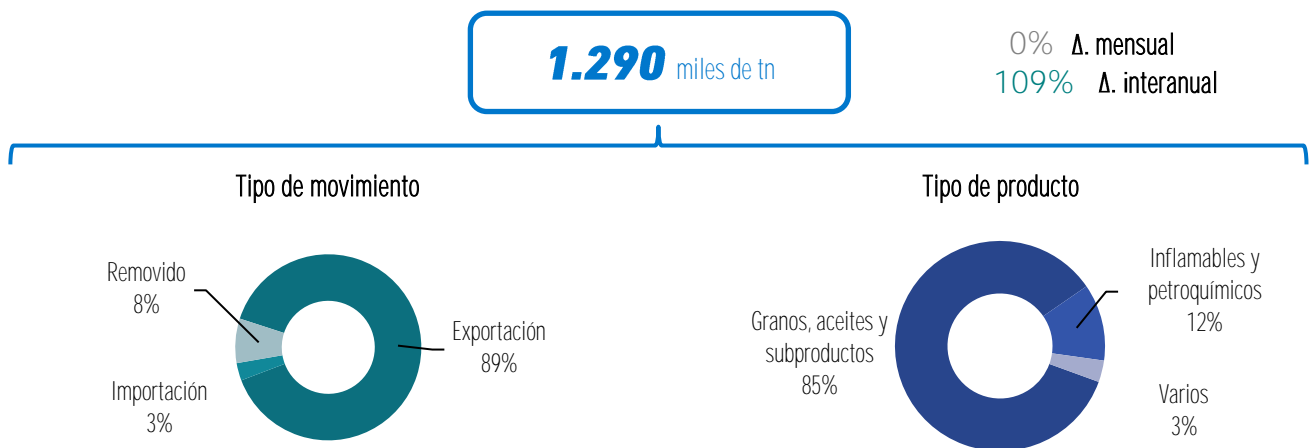 1.290 miles de tn
0% Δ. mensual
109% Δ. interanual
Tipo de movimiento
Removido
8%
Exportación
89%
Importación
3%
Tipo de producto
Inflamables y
petroquímicos
12%
Granos, aceites y
subproductos
85%
Varios
3%